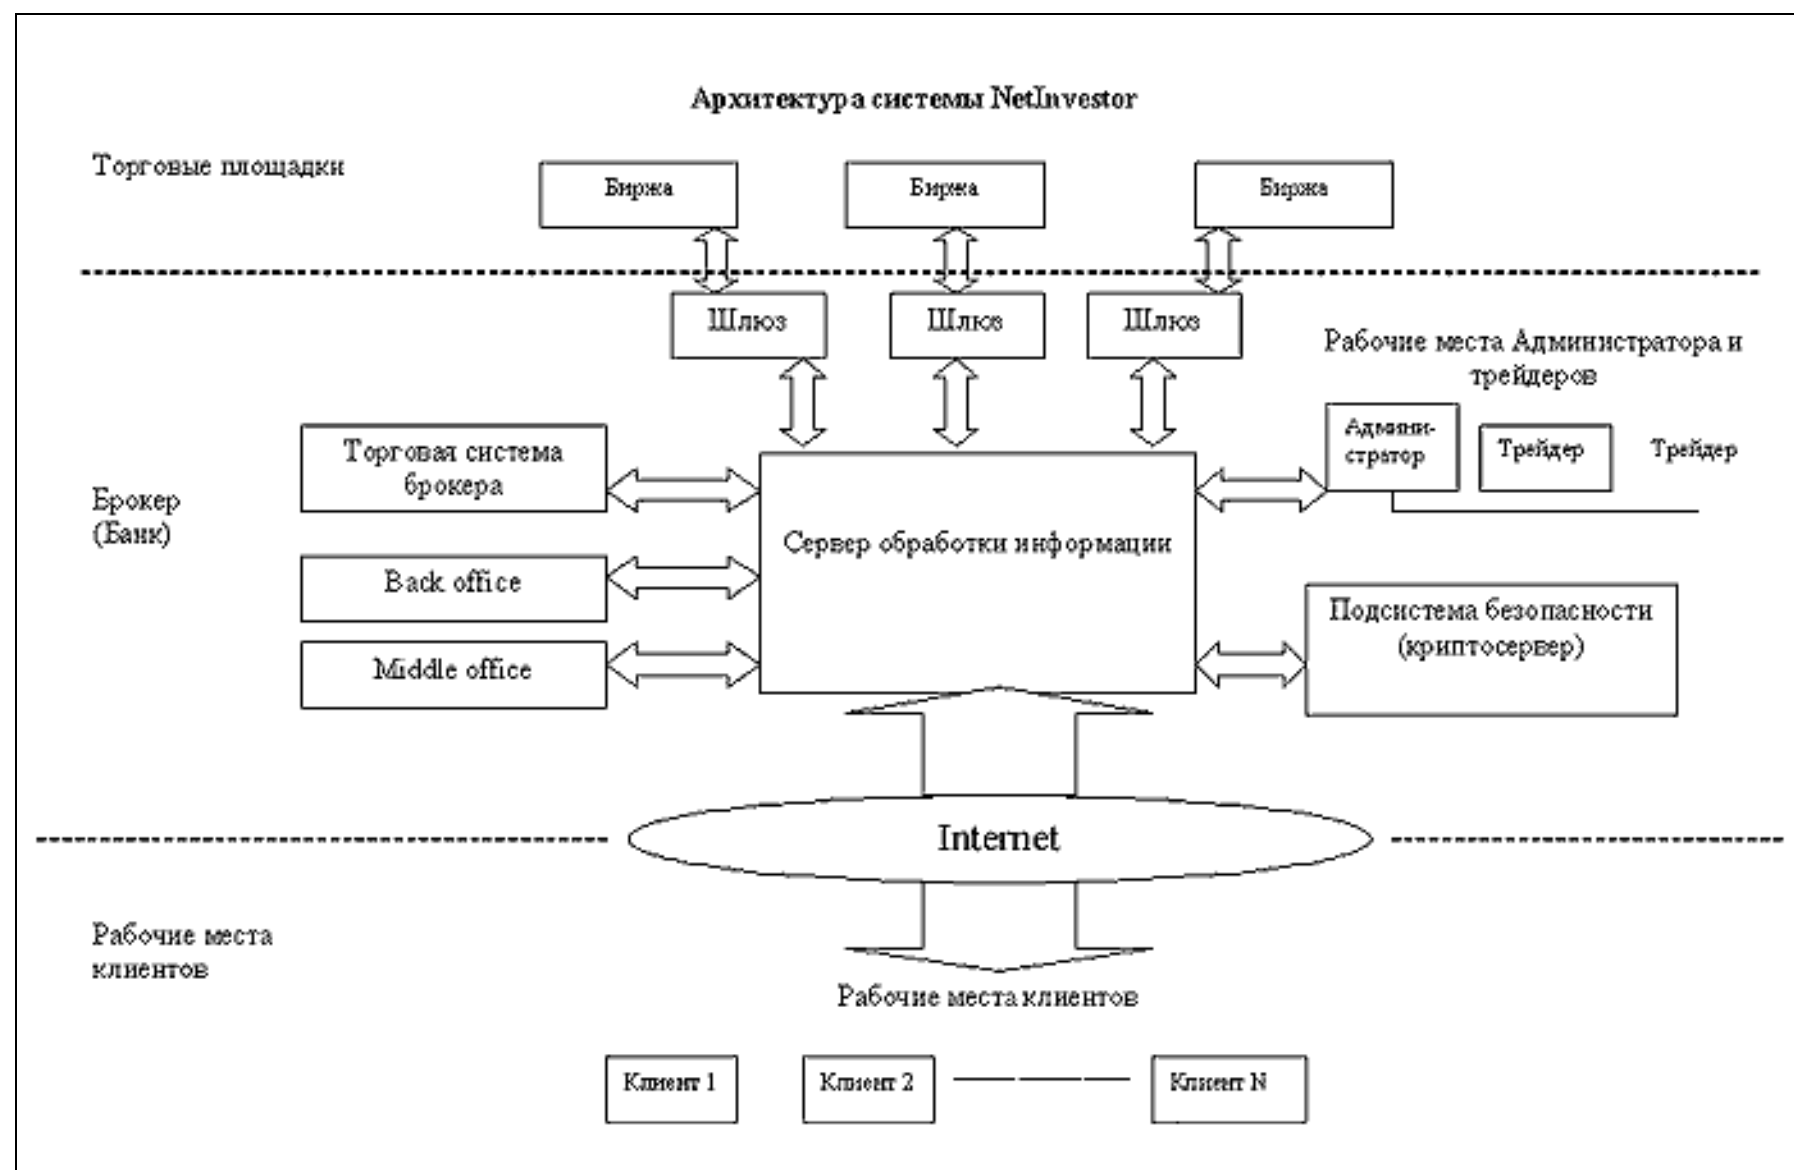 Архитектура системы NetInvestor
Торговые площадки
Биржа
Биржа
Биржа
Шлюз
Шлюз
Шлюз
Рабочие места Администратора и
трейдеров
Админи-
стратор
Трейдер
Трейдер
Торговая система
брокера
Брокер
(Банк)
Сервер обработки информации
Back office
Middle office
Подсистема безопасности
(криптосервер)
Internet
Рабочие места
клиентов
Рабочие места клиентов
Клиент 1
Клиент 2
Клиент N